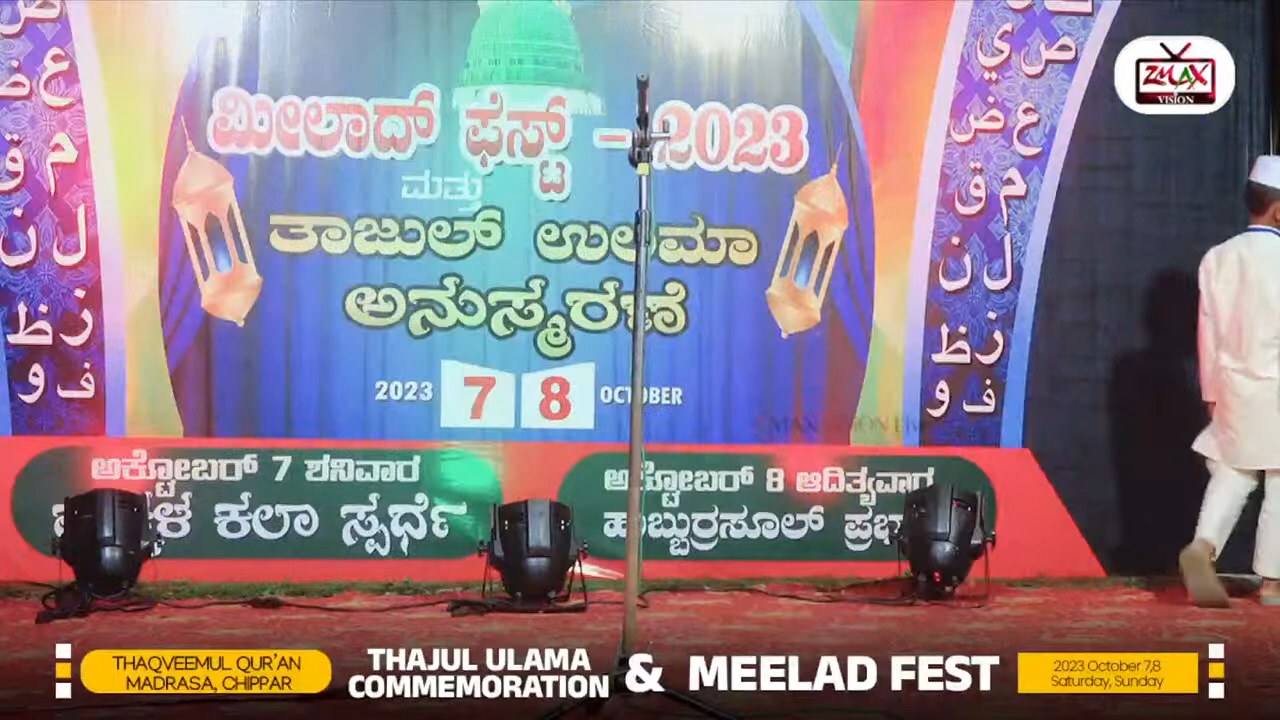 ಮೀಲಾದ್ ಫೆಸ್ಟ್ - 2023
ಮತ್ತು
ತಾಜುಲ್ ಉಲಮಾ
ಅನುಸ್ಮರಣೆ
2023 7 8 OCTOBER
ಅಕ್ಟೋಬರ್ 7 ಶನಿವಾರ
ಕಲಾ ಸ್ಪರ್ಧೆ
ಅಕ್ಟೋಬರ್ 8 ಆದಿತ್ಯವಾರ
ಹುಬ್ಬುರ್ರಸೂಲ್
ZMAX
VISION
ص
ي
ع
ض
م
ق
ل
ن
ز
ظ
ف
و
THAQVEEMUL QUR'AN
MADRASA, CHIPPAR
THAJUL ULAMA
COMMEMORATION
& MEELAD FEST
2023 October 7,8
Saturday, Sunday